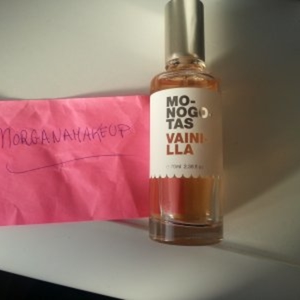 MORGANAMAKEUP
MO-
NOGO
TAS
VAINI-
LLA